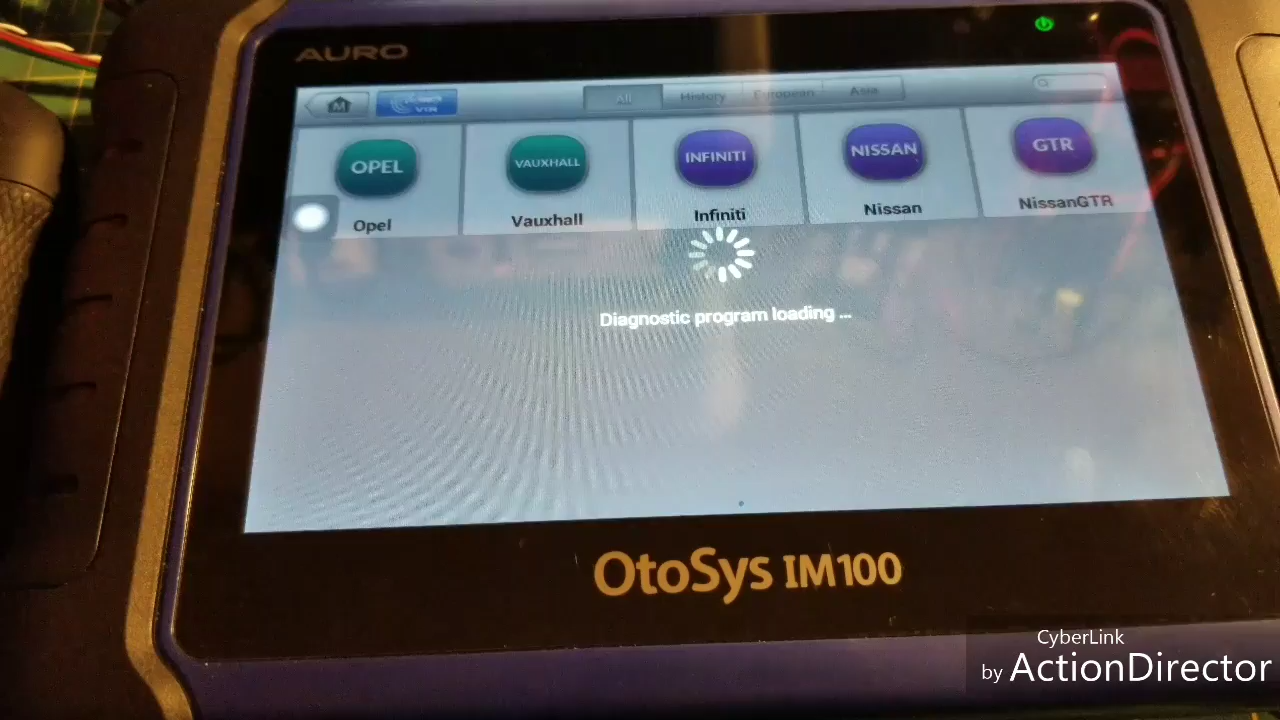 AURO
M
VIN
All
History
European
Asia
OPEL
VAUXHALL
INFINITI
NISSAN
GTR
Opel
Vauxhall
Infiniti
Nissan
NissanGTR
Diagnostic program loading ...
OtoSys IM100
CyberLink
by ActionDirector